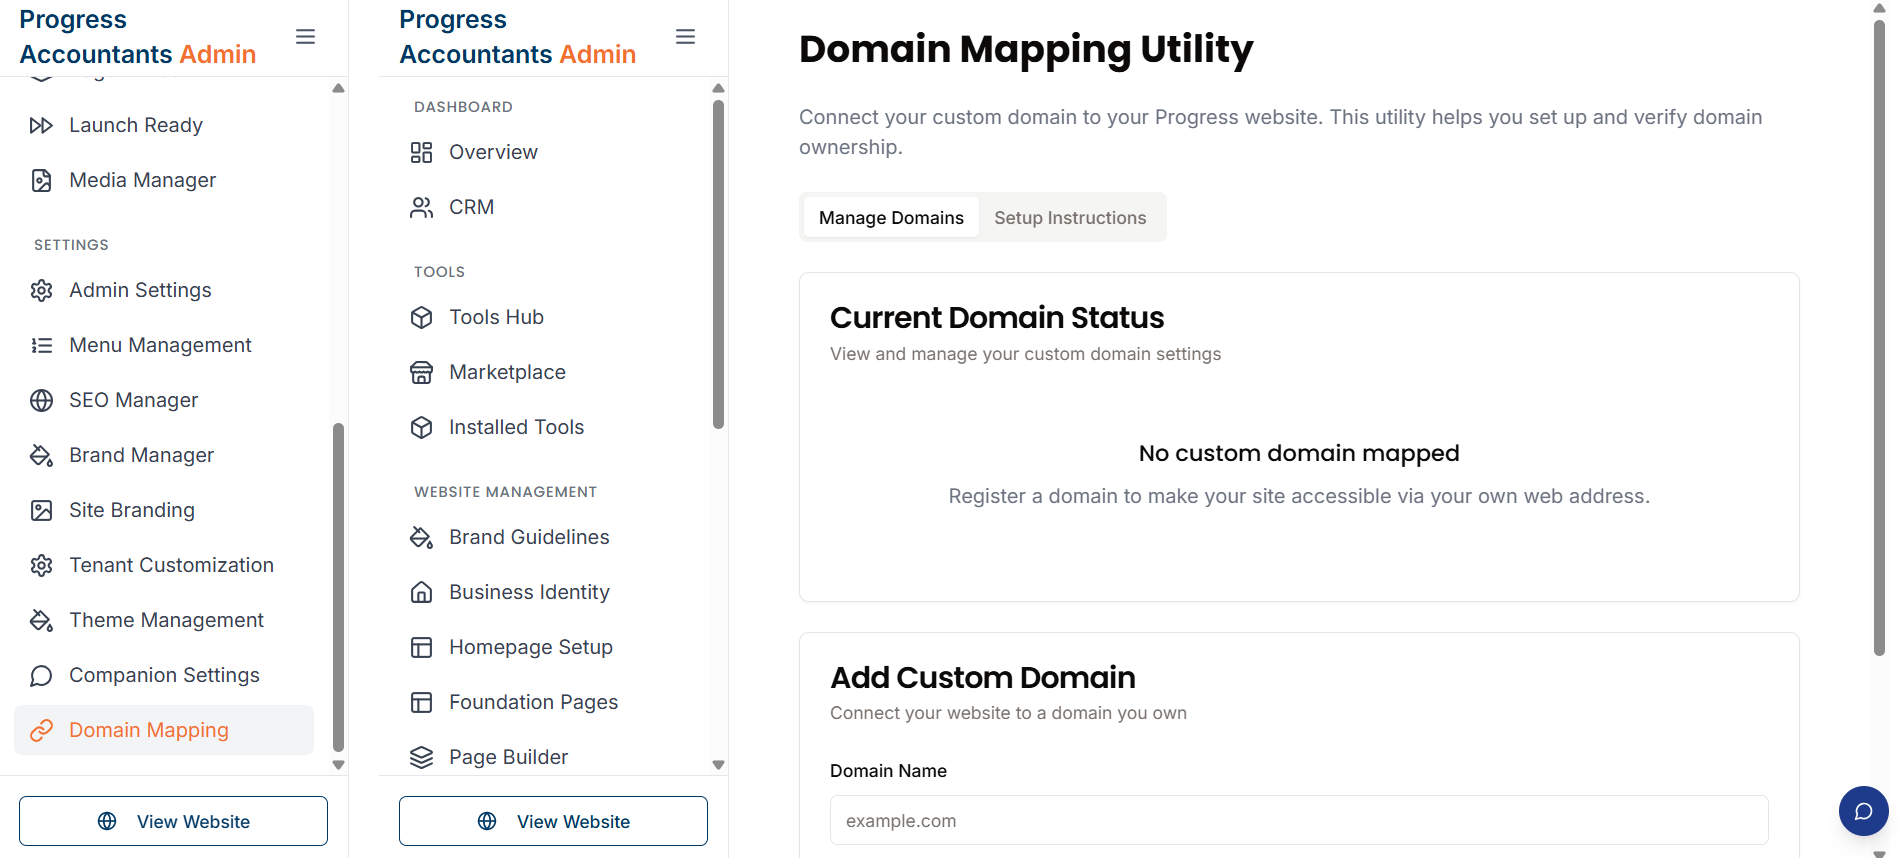 Progress
Accountants Admin
Launch Ready
Media Manager
SETTINGS
Admin Settings
Menu Management
SEO Manager
Brand Manager
Site Branding
Tenant Customization
Theme Management
Companion Settings
Domain Mapping
View Website
Progress
Accountants Admin
DASHBOARD
Overview
CRM
TOOLS
Tools Hub
Marketplace
Installed Tools
WEBSITE MANAGEMENT
Brand Guidelines
Business Identity
Homepage Setup
Foundation Pages
Page Builder
View Website
Domain Mapping Utility
Connect your custom domain to your Progress website. This utility helps you set up and verify domain
ownership.
Manage Domains
Setup Instructions
Current Domain Status
View and manage your custom domain settings
No custom domain mapped
Register a domain to make your site accessible via your own web address.
Add Custom Domain
Connect your website to a domain you own
Domain Name
example.com